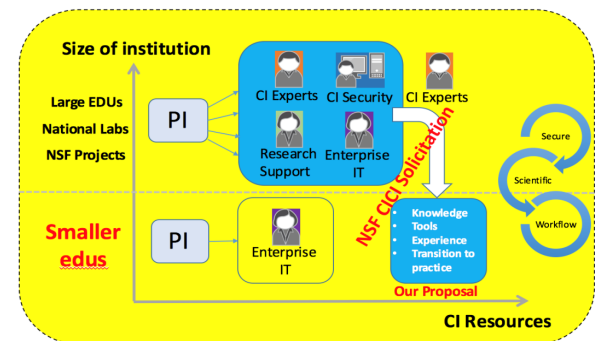 Size of institution
Large EDUs
National Labs
NSF Projects
PI
CI Experts
CI Security
CI Experts
Research
Support
Enterprise
IT
NSF CICI Solicitation
Secure
Scientific
Workflow
Smaller
edus
PI
Enterprise
IT
• Knowledge
• Tools
• Experience
• Transition to
practice
Our Proposal
CI Resources